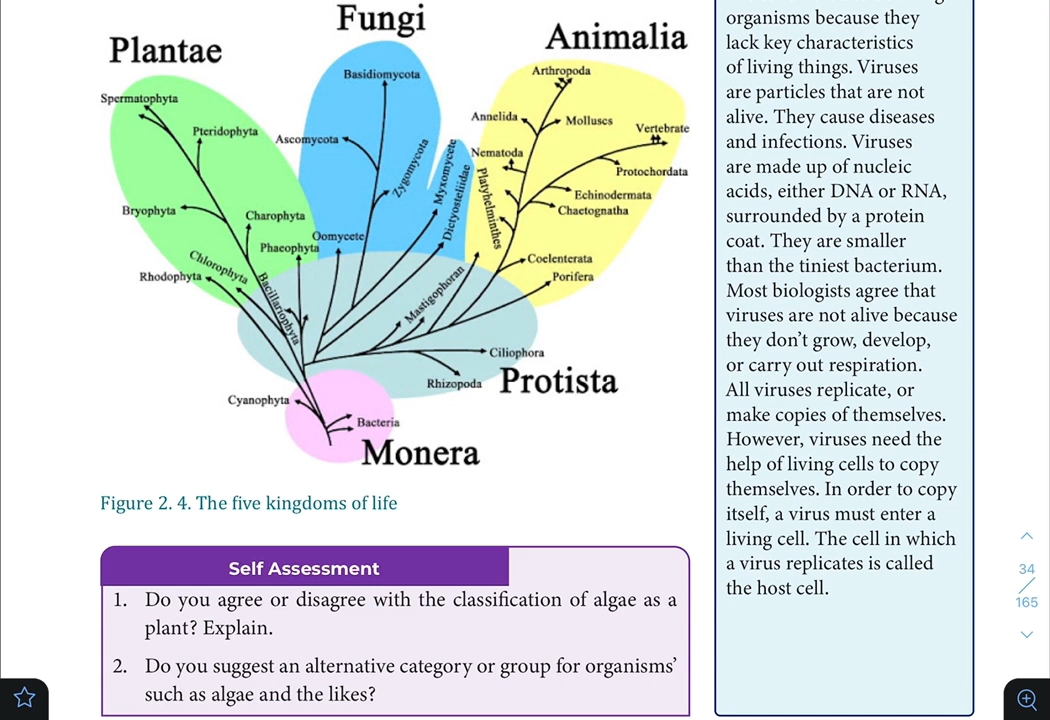 Fungi
Plantae
Animalia
Basidiomycota
Arthropoda
Spermatophyta
Annelida
Molluscs
Vertebrate
Pteridophyta
Ascomycota
Nematoda
Zygomycota
Myxomycete
Dictyosteliidae
Platyhelminthes
Protochordata
Echinodermata
Chaetognatha
Bryophyta
Charophyta
Oomycete
Phaeophyta
Coelenterata
Chlorophyta
Rhodophyta
Bacillariophyta
Mastigophoran
Porifera
Ciliophora
Rhizopoda
Protista
Cyanophyta
Bacteria
Monera
Figure 2. 4. The five kingdoms of life
Self Assessment
1. Do you agree or disagree with the classification of algae as a
plant? Explain.
2. Do you suggest an alternative category or group for organisms’
such as algae and the likes?
organisms because they
lack key characteristics
of living things. Viruses
are particles that are not
alive. They cause diseases
and infections. Viruses
are made up of nucleic
acids, either DNA or RNA,
surrounded by a protein
coat. They are smaller
than the tiniest bacterium.
Most biologists agree that
viruses are not alive because
they don’t grow, develop,
or carry out respiration.
All viruses replicate, or
make copies of themselves.
However, viruses need the
help of living cells to copy
themselves. In order to copy
itself, a virus must enter a
living cell. The cell in which
a virus replicates is called
the host cell.
34
165